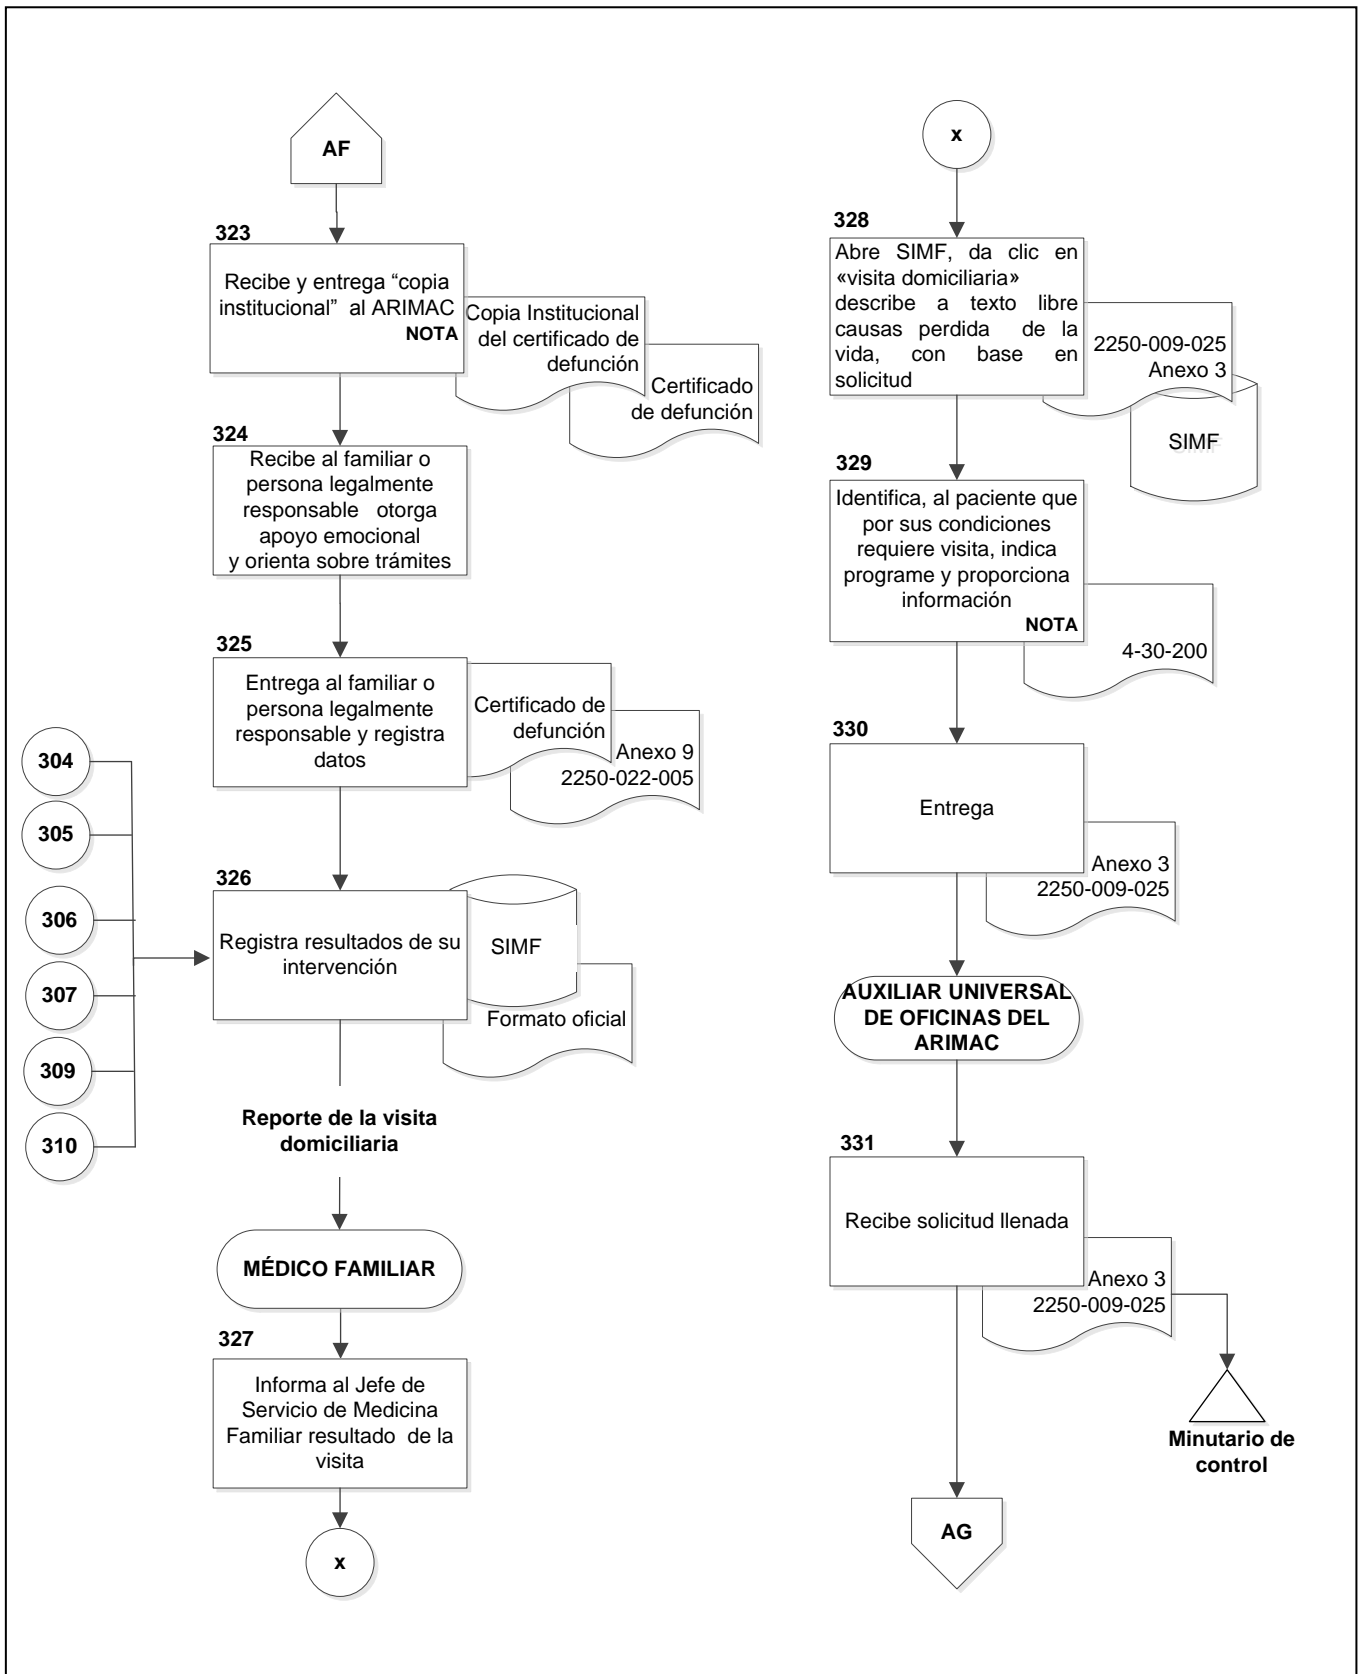 AF
323
Recibe y entrega “copia
institucional”  al ARIMAC
NOTA
Copia Institucional
del certificado de
defunción
Certificado
de defunción
324
Recibe al familiar o
persona legalmente
responsable  otorga
apoyo emocional
y orienta sobre trámites
325
Entrega al familiar o
persona legalmente
responsable y registra
datos
Certificado de
defunción
Anexo 9
2250-022-005
304
305
306
307
309
310
326
Registra resultados de su
intervención
SIMF
Formato oficial
Reporte de la visita
domiciliaria
MÉDICO FAMILIAR
327
Informa al Jefe de
Servicio de Medicina
Familiar resultado  de la
visita
x
x
328
Abre SIMF, da clic en
«visita domiciliaria»
describe a texto libre
causas perdida de la
vida, con base en
solicitud
2250-009-025
Anexo 3
SIMF
329
Identifica, al paciente que
por sus condiciones
requiere visita, indica
programe y proporciona
información
NOTA
4-30-200
330
Entrega
Anexo 3
2250-009-025
AUXILIAR UNIVERSAL
DE OFICINAS DEL
ARIMAC
331
Recibe solicitud llenada
Anexo 3
2250-009-025
Minutario de
control
AG